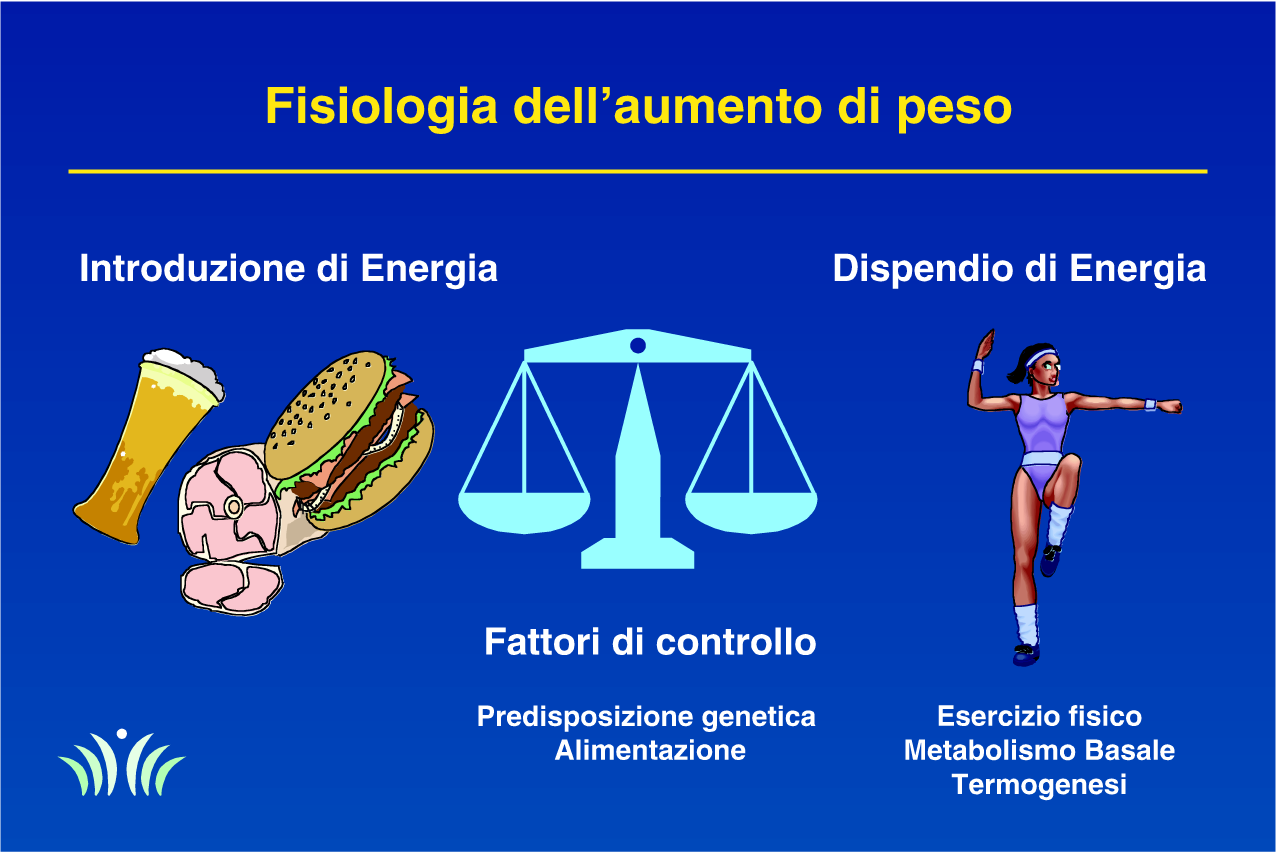 Fisiologia dell’aumento di peso
Introduzione di Energia
Dispendio di Energia
Fattori di controllo
Predisposizione genetica
Alimentazione
Esercizio fisico
Metabolismo Basale
Termogenesi